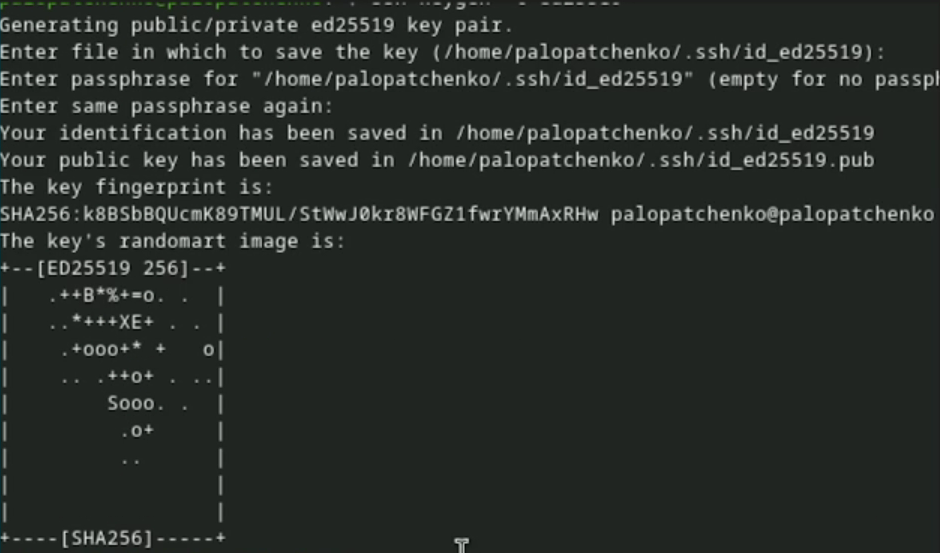 Generating public/private ed25519 key pair.
Enter file in which to save the key (/home/palopatchenko/.ssh/id_ed25519):
Enter passphrase for "/home/palopatchenko/.ssh/id_ed25519" (empty for no passph
Enter same passphrase again:
Your identification has been saved in /home/palopatchenko/.ssh/id_ed25519
Your public key has been saved in /home/palopatchenko/.ssh/id_ed25519.pub
The key fingerprint is:
SHA256:k8BSbBQUcmK89TMUL/StWwJ0kr8WFGZ1fwrYMmAxRHw palopatchenko@palopatchenko
The key's randomart image is:
+--[ED25519 256]--+
|   .++B*%+=o. .  |
|   ..*+++XE+ . . |
|    .+ooo+* +   o|
|    .. .++o+ . ..|
|        Sooo. .  |
|         .o+     |
|         ..      |
|                 |
|                 |
+----[SHA256]-----+